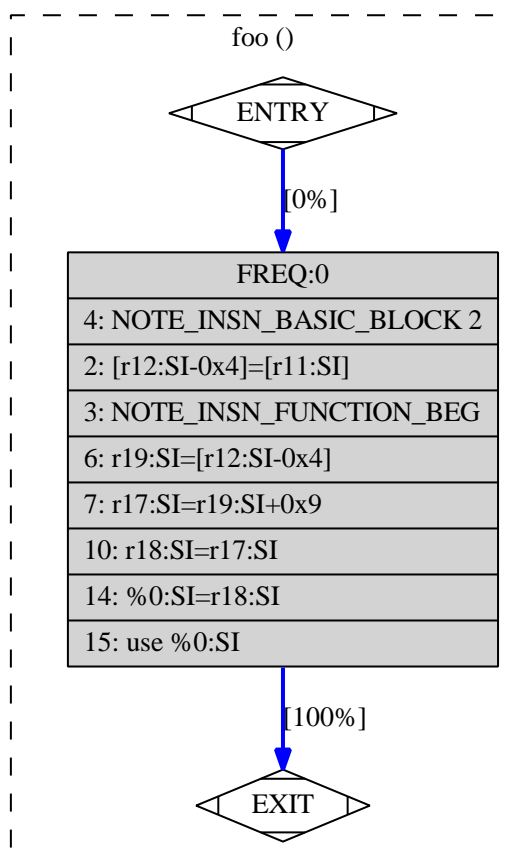 foo ()
ENTRY
[0%]
FREQ:0
4: NOTE_INSN_BASIC_BLOCK 2
2: [r12:SI-0x4]=[r11:SI]
3: NOTE_INSN_FUNCTION_BEG
6: r19:SI=[r12:SI-0x4]
7: r17:SI=r19:SI+0x9
10: r18:SI=r17:SI
14: %0:SI=r18:SI
15: use %0:SI
[100%]
EXIT